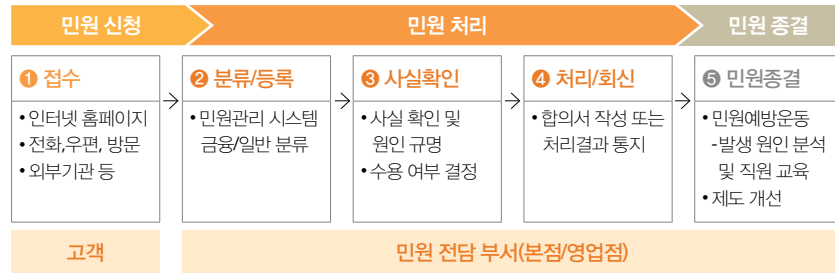 민원 신청
민원 처리
민원 종결
❶ 접수
• 인터넷 홈페이지
• 전화,우편, 방문
• 외부기관 등
❷ 분류/등록
• 민원관리 시스템
금융/일반 분류
❸ 사실확인
• 사실 확인 및
원인 규명
• 수용 여부 결정
❹ 처리/회신
• 합의서 작성 또는
처리결과 통지
❺ 민원종결
• 민원예방운동
-발생 원인 분석
및 직원 교육
• 제도 개선
고객
민원 전담 부서(본점/영업점)